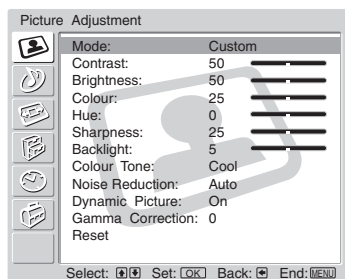 Picture Adjustment
Mode: Custom
Contrast: 50
Brightness: 50
Colour: 25
Hue: 0
Sharpness: 25
Backlight: 5
Colour Tone: Cool
Noise Reduction: Auto
Dynamic Picture: On
Gamma Correction: 0
Reset
Select: Set: OK Back: End: MENU